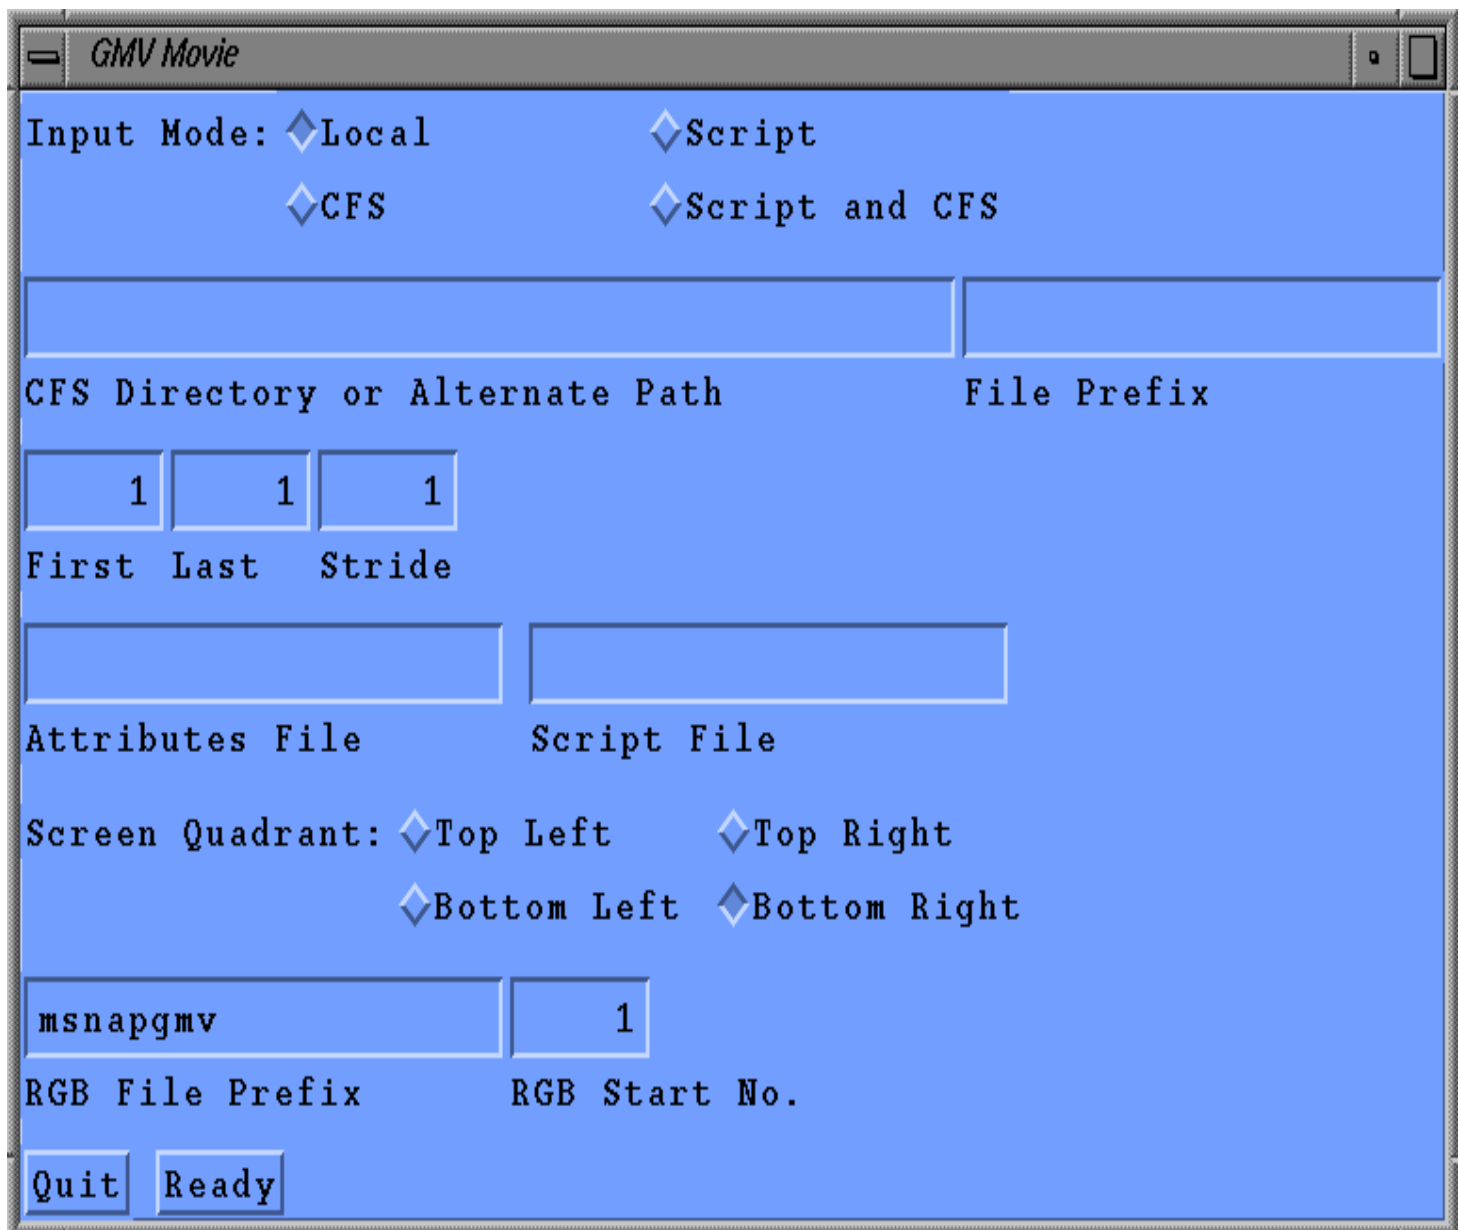 GMV Movie
Input Mode: Local Script
CFS Script and CFS
CFS Directory or Alternate Path File Prefix
1 1 1
First Last Stride
Attributes File Script File
Screen Quadrant: Top Left Top Right
Bottom Left Bottom Right
msnapgmv 1
RGB File Prefix RGB Start No.
Quit Ready